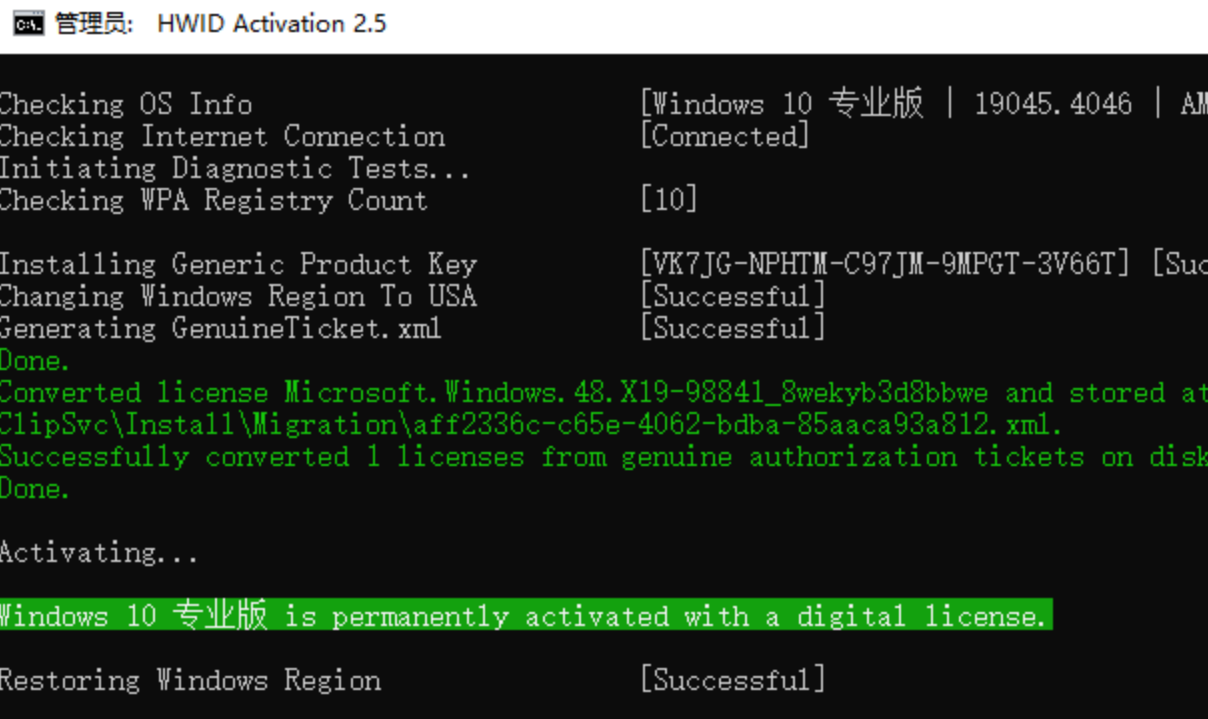 管理员: HWID Activation 2.5
Checking OS Info [Windows 10 专业版 | 19045.4046 | AM
Checking Internet Connection [Connected]
Initiating Diagnostic Tests...
Checking WPA Registry Count [10]
Installing Generic Product Key [VK7JG-NPHTM-C97JM-9MPGT-3V66T] [Suc
Changing Windows Region To USA [Successful]
Generating GenuineTicket.xml [Successful]
Done.
Converted license Microsoft.Windows.48.X19-98841_8wekyb3d8bbwe and stored at
ClipSvc\Install\Migration\aff2336c-c65e-4062-bdba-85aaca93a812.xml.
Successfully converted 1 licenses from genuine authorization tickets on disk
Done.
Activating...
Windows 10 专业版 is permanently activated with a digital license.
Restoring Windows Region [Successful]